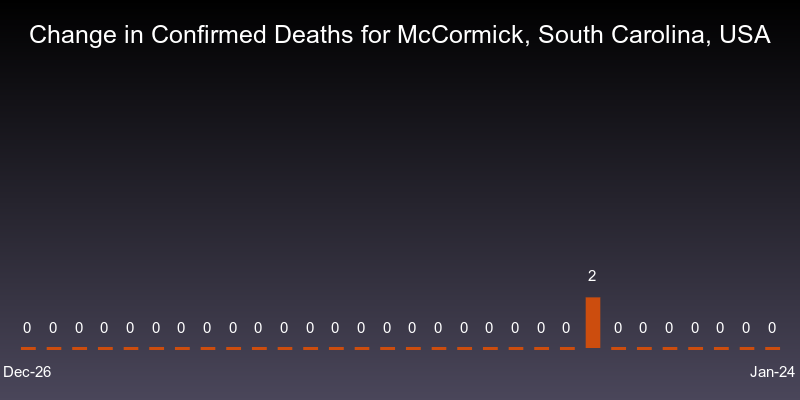 Change in Confirmed Deaths for McCormick, South Carolina, USA
2
0 0 0 0 0 0 0 0 0 0 0 0 0 0 0 0 0 0 0 0 0 0 0 0 0 0 0 0 0
Dec-26 Jan-24